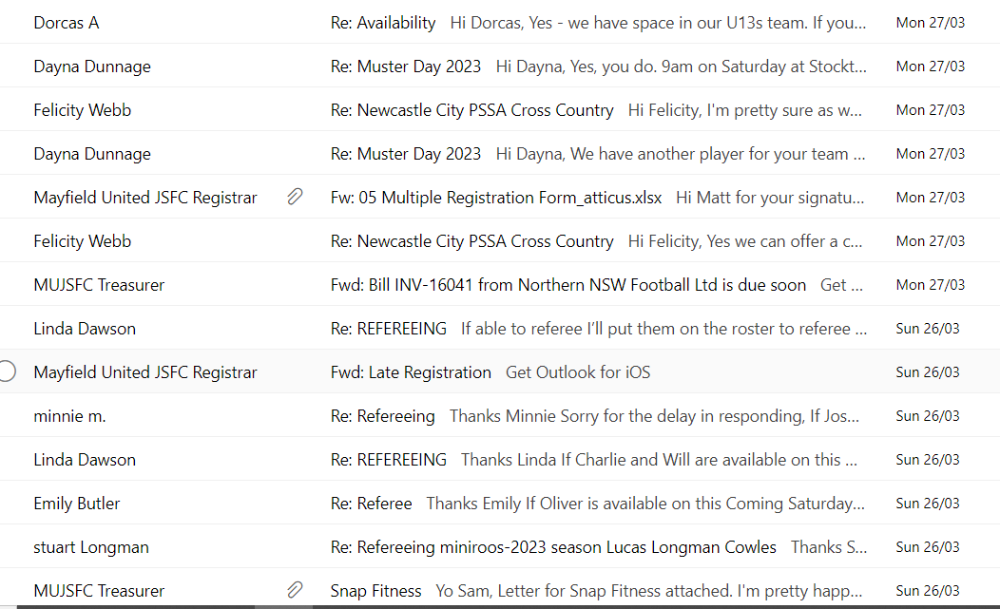 Dorcas A Re: Availability Hi Dorcas, Yes - we have space in our U13s team. If you... Mon 27/03
Dayna Dunnage Re: Muster Day 2023 Hi Dayna, Yes, you do. 9am on Saturday at Stockt... Mon 27/03
Felicity Webb Re: Newcastle City PSSA Cross Country Hi Felicity, I'm pretty sure as w... Mon 27/03
Dayna Dunnage Re: Muster Day 2023 Hi Dayna, We have another player for your team ... Mon 27/03
Mayfield United JSFC Registrar Fw: 05 Multiple Registration Form_atticus.xlsx Hi Matt for your signatu... Mon 27/03
Felicity Webb Re: Newcastle City PSSA Cross Country Hi Felicity, Yes we can offer a c... Mon 27/03
MUJSFC Treasurer Fwd: Bill INV-16041 from Northern NSW Football Ltd is due soon Get ... Mon 27/03
Linda Dawson Re: REFEREEING If able to referee I’ll put them on the roster to referee ... Sun 26/03
Mayfield United JSFC Registrar Fwd: Late Registration Get Outlook for iOS Sun 26/03
minnie m. Re: Refereeing Thanks Minnie Sorry for the delay in responding, If Jos... Sun 26/03
Linda Dawson Re: REFEREEING Thanks Linda If Charlie and Will are available on this ... Sun 26/03
Emily Butler Re: Referee Thanks Emily If Oliver is available on this Coming Saturday... Sun 26/03
stuart Longman Re: Refereeing miniroos-2023 season Lucas Longman Cowles Thanks S... Sun 26/03
MUJSFC Treasurer Snap Fitness Yo Sam, Letter for Snap Fitness attached. I'm pretty happ... Sun 26/03